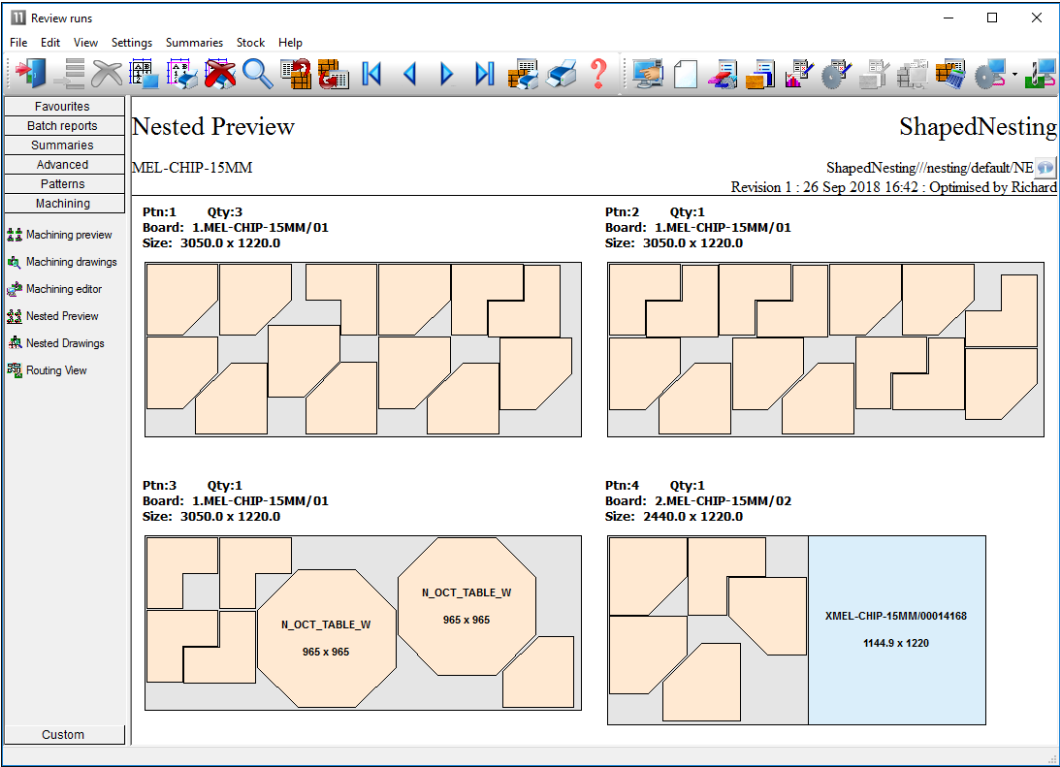 Review runs
File Edit View Settings Summaries Stock Help
Favourites
Batch reports
Summaries
Advanced
Patterns
Machining
Machining preview
Machining drawings
Machining editor
Nested Preview
Nested Drawings
Routing View
Custom
Nested Preview
ShapedNesting
MEL-CHIP-15MM
ShapedNesting///nesting/default/NE
Revision 1 : 26 Sep 2018 16:42 : Optimised by Richard
Ptn:1 Qty:3
Board: 1.MEL-CHIP-15MM/01
Size: 3050.0 x 1220.0
Ptn:2 Qty:1
Board: 1.MEL-CHIP-15MM/01
Size: 3050.0 x 1220.0
Ptn:3 Qty:1
Board: 1.MEL-CHIP-15MM/01
Size: 3050.0 x 1220.0
N_OCT_TABLE_W
965 x 965
N_OCT_TABLE_W
965 x 965
Ptn:4 Qty:1
Board: 2.MEL-CHIP-15MM/02
Size: 2440.0 x 1220.0
XMEL-CHIP-15MM/00014168
1144.9 x 1220